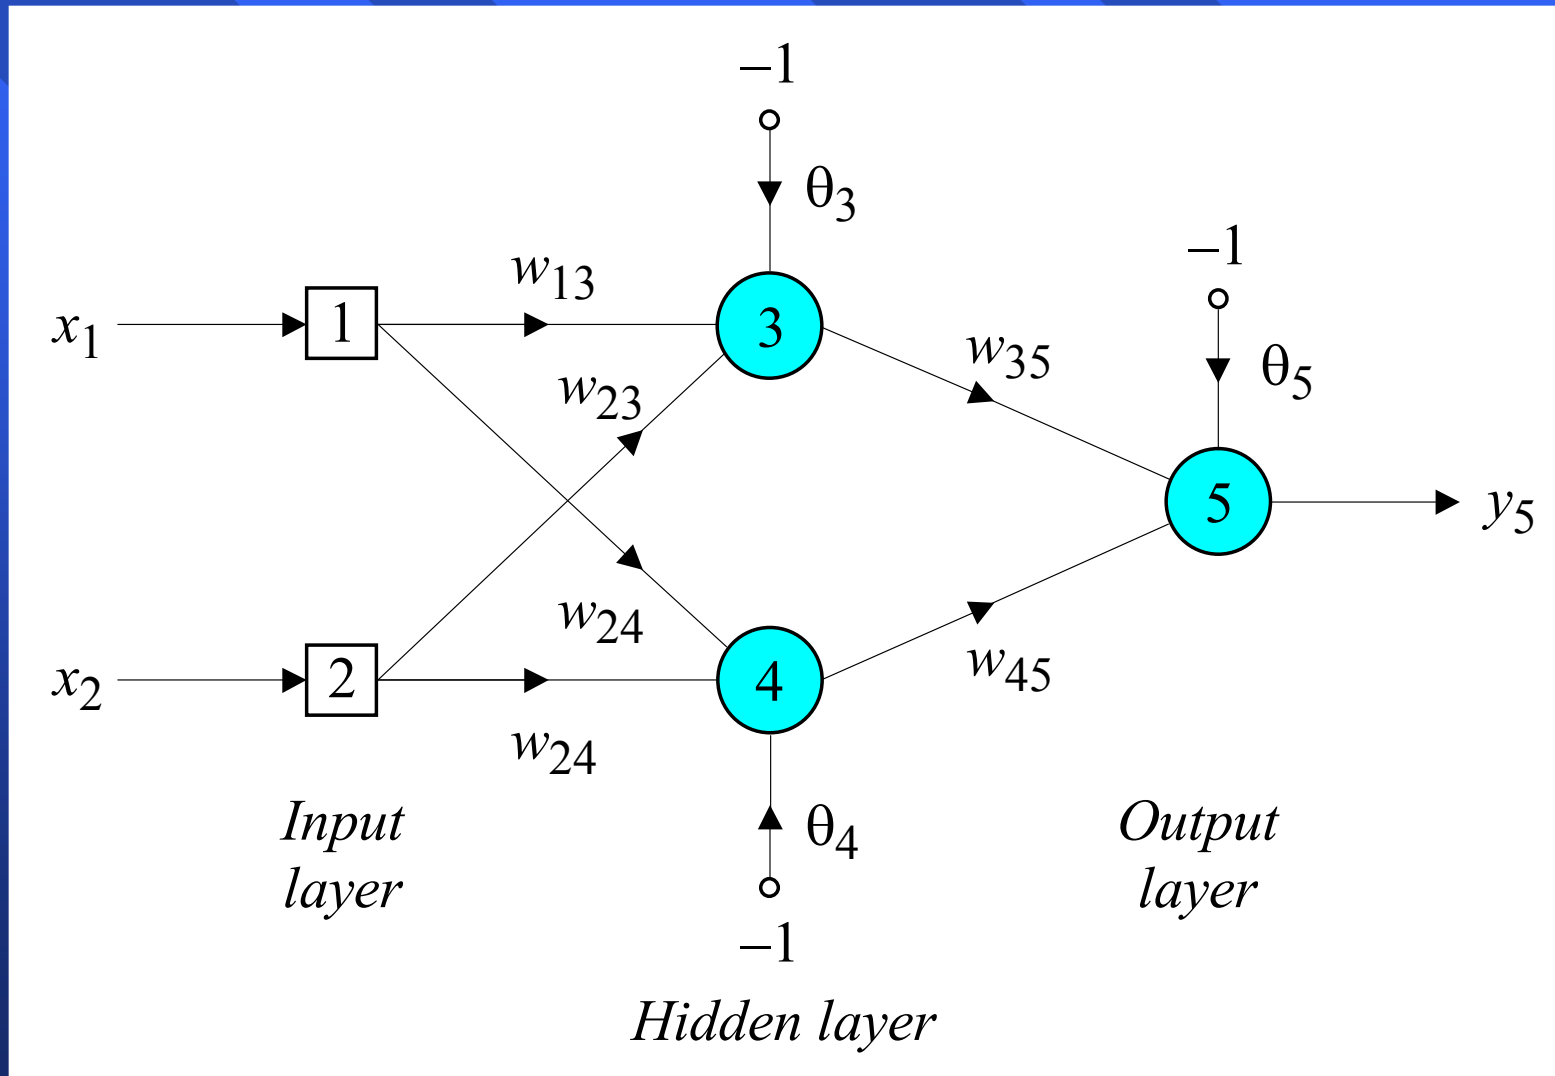 –1
θ3
–1
w13
x1
1
3
w23
w35
θ5
5
y5
w24
x2
2
4
w45
w24
θ4
Input
layer
Output
layer
–1
Hidden layer